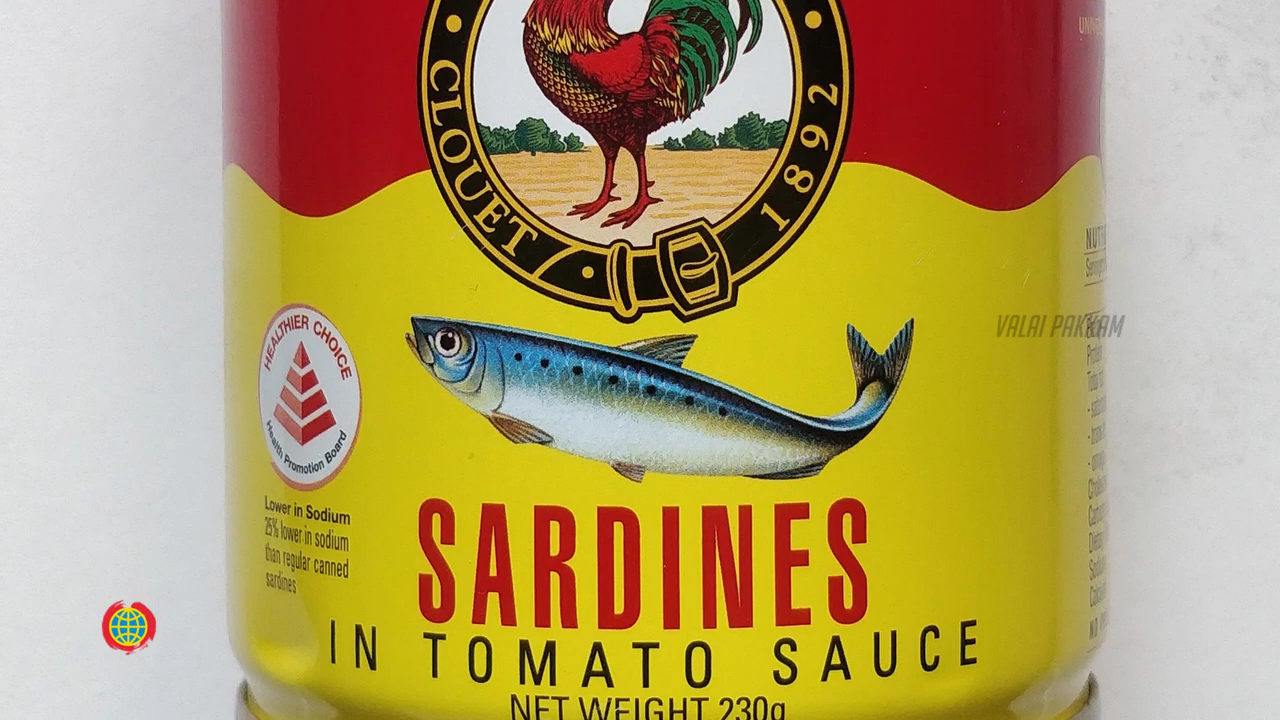 CLOUET
1892
HEALTHIER CHOICE
Health Promotion Board
Lower in Sodium
25% lower in sodium
than regular canned
sardines
SARDINES
IN TOMATO SAUCE
NET WEIGHT 230g
VALAI PAKKAM